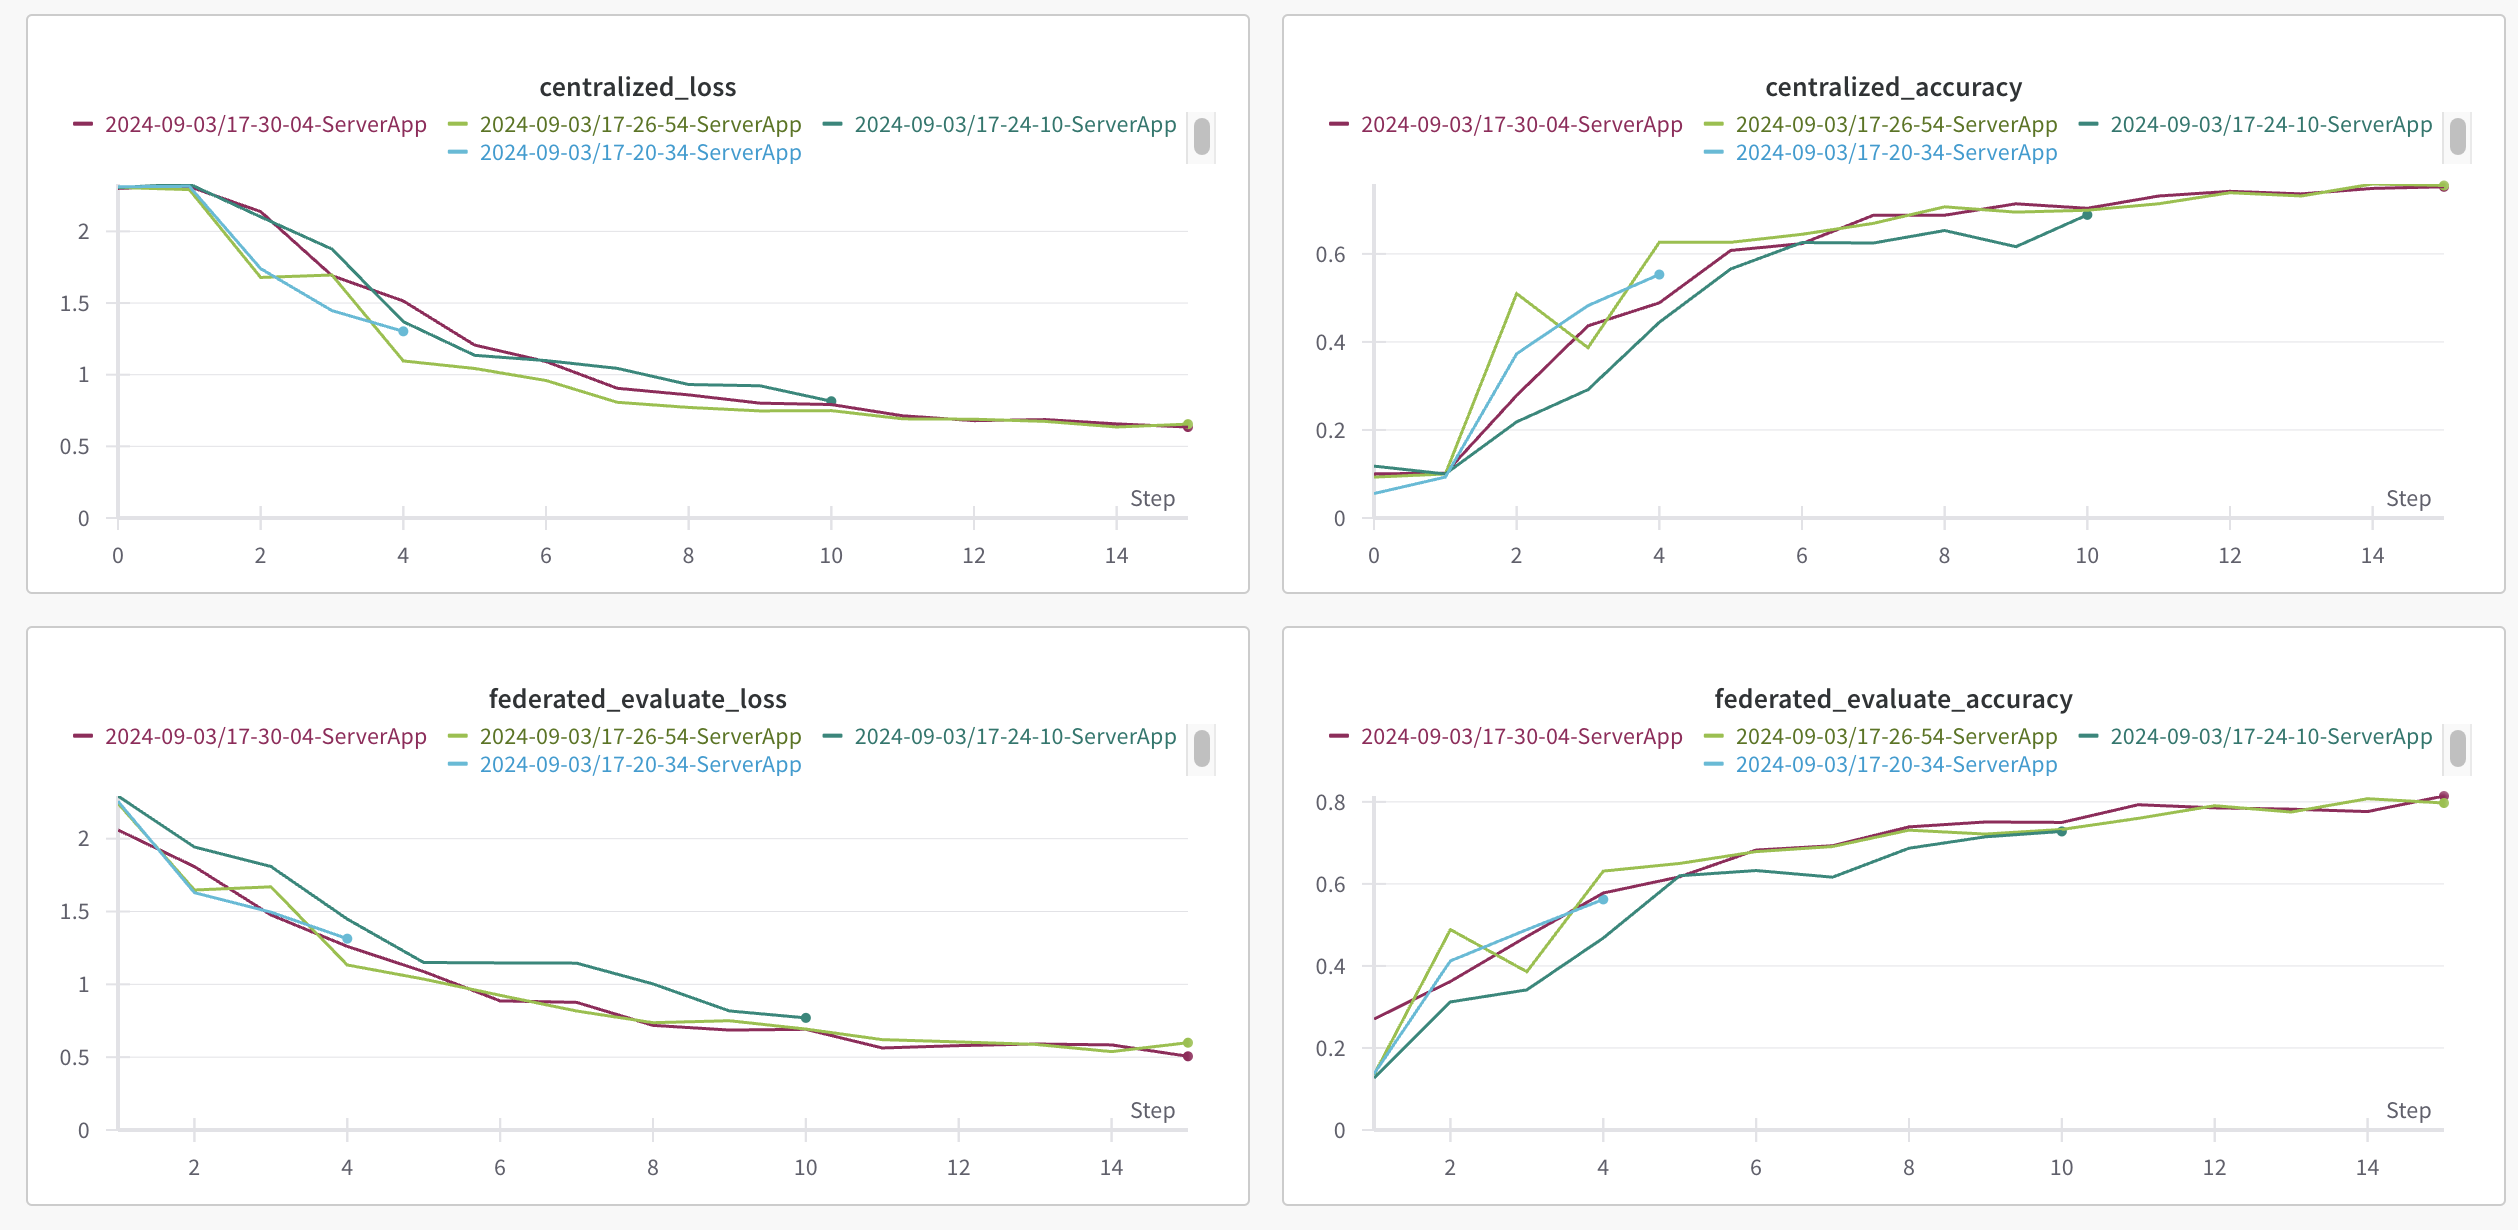 centralized_loss
2024-09-03/17-30-04-ServerApp 2024-09-03/17-26-54-ServerApp 2024-09-03/17-24-10-ServerApp
2024-09-03/17-20-34-ServerApp
2
1.5
1
0.5
0
Step
0 2 4 6 8 10 12 14
centralized_accuracy
2024-09-03/17-30-04-ServerApp 2024-09-03/17-26-54-ServerApp 2024-09-03/17-24-10-ServerApp
2024-09-03/17-20-34-ServerApp
0.6
0.4
0.2
0
Step
0 2 4 6 8 10 12 14
federated_evaluate_loss
2024-09-03/17-30-04-ServerApp 2024-09-03/17-26-54-ServerApp 2024-09-03/17-24-10-ServerApp
2024-09-03/17-20-34-ServerApp
2
1.5
1
0.5
0
Step
2 4 6 8 10 12 14
federated_evaluate_accuracy
2024-09-03/17-30-04-ServerApp 2024-09-03/17-26-54-ServerApp 2024-09-03/17-24-10-ServerApp
2024-09-03/17-20-34-ServerApp
0.8
0.6
0.4
0.2
0
Step
2 4 6 8 10 12 14